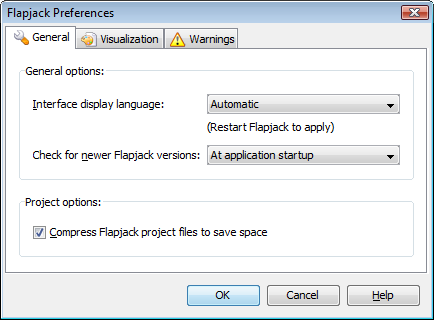 Flapjack Preferences
General Visualization Warnings
General options:
Interface display language: Automatic
(Restart Flapjack to apply)
Check for newer Flapjack versions: At application startup
Project options:
Compress Flapjack project files to save space
OK Cancel Help